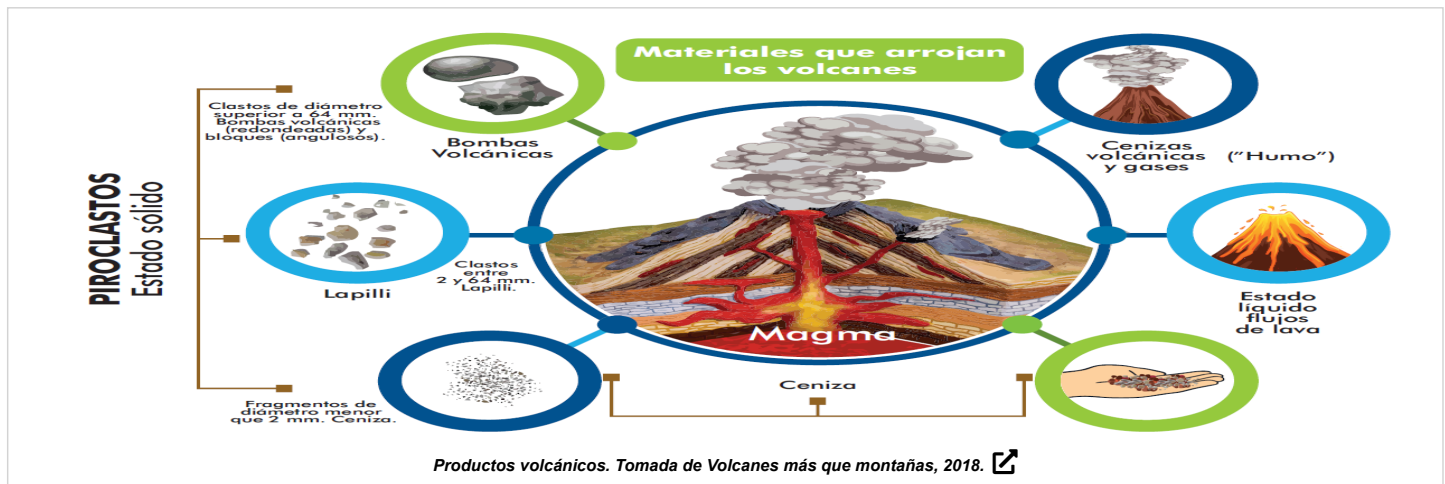 Materiales que arrojan
los volcanes
PIROCLASTOS
Estado sólido
Clastos de diámetro
superior a 64 mm.
Bombas volcánicas
(redondeadas) y
bloques (angulosos).
Bombas
Volcánicas
Lapilli
Clastos
entre
2 y 64 mm.
Lapilli.
Fragmentos de
diámetro menor
que 2 mm. Ceniza.
Magma
Ceniza
Cenizas
volcánicas
y gases
("Humo")
Estado
líquido
flujos
de lava
Productos volcánicos. Tomada de Volcanes más que montañas, 2018.